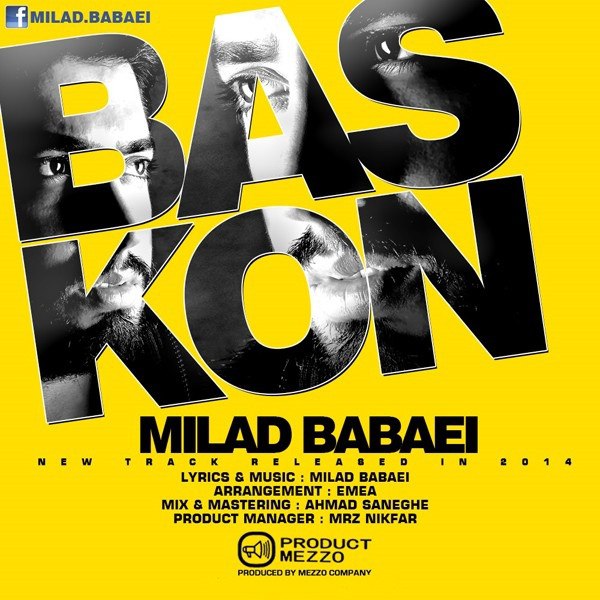 MILAD.BABAEI
BAS
KON
MILAD BABAEI
NEW TRACK RELEASED IN 2014
LYRICS & MUSIC : MILAD BABAEI
ARRANGEMENT : EMEA
MIX & MASTERING : AHMAD SANEGHE
PRODUCT MANAGER : MRZ NIKFAR
PRODUCT
MEZZO
PRODUCED BY MEZZO COMPANY